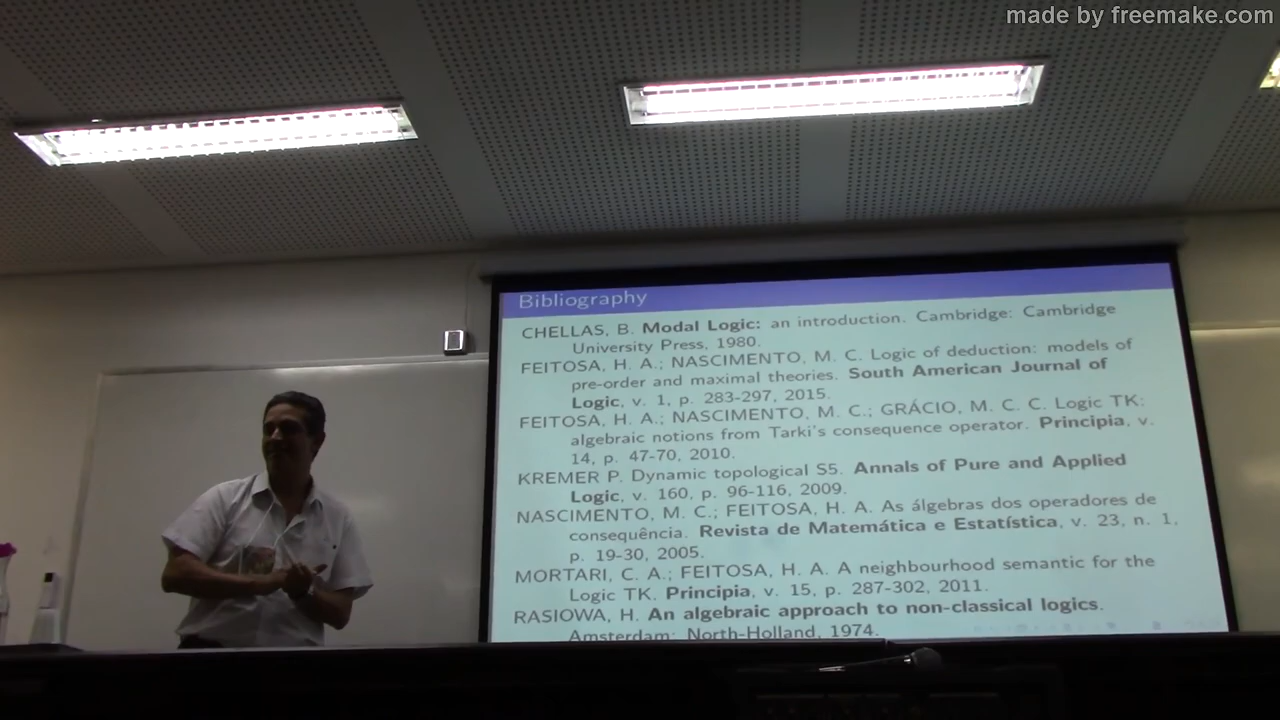 made by freemake.com
Bibliography
CHELLAS, B. Modal Logic: an introduction. Cambridge: Cambridge
University Press, 1980.
FEITOSA, H. A.; NASCIMENTO, M. C. Logic of deduction: models of
pre-order and maximal theories. South American Journal of
Logic, v. 1, p. 283-297, 2015.
FEITOSA, H. A.; NASCIMENTO, M. C.; GRÁCIO, M. C. C. Logic TK:
algebraic notions from Tarki's consequence operator. Principia, v.
14, p. 47-70, 2010.
KREMER P. Dynamic topological S5. Annals of Pure and Applied
Logic, v. 160, p. 96-116, 2009.
NASCIMENTO, M. C.; FEITOSA, H. A. As álgebras dos operadores de
consequência. Revista de Matemática e Estatística, v. 23, n. 1,
p. 19-30, 2005.
MORTARI, C. A.; FEITOSA, H. A. A neighbourhood semantic for the
Logic TK. Principia, v. 15, p. 287-302, 2011.
RASIOWA, H. An algebraic approach to non-classical logics.
Amsterdam: North-Holland, 1974.